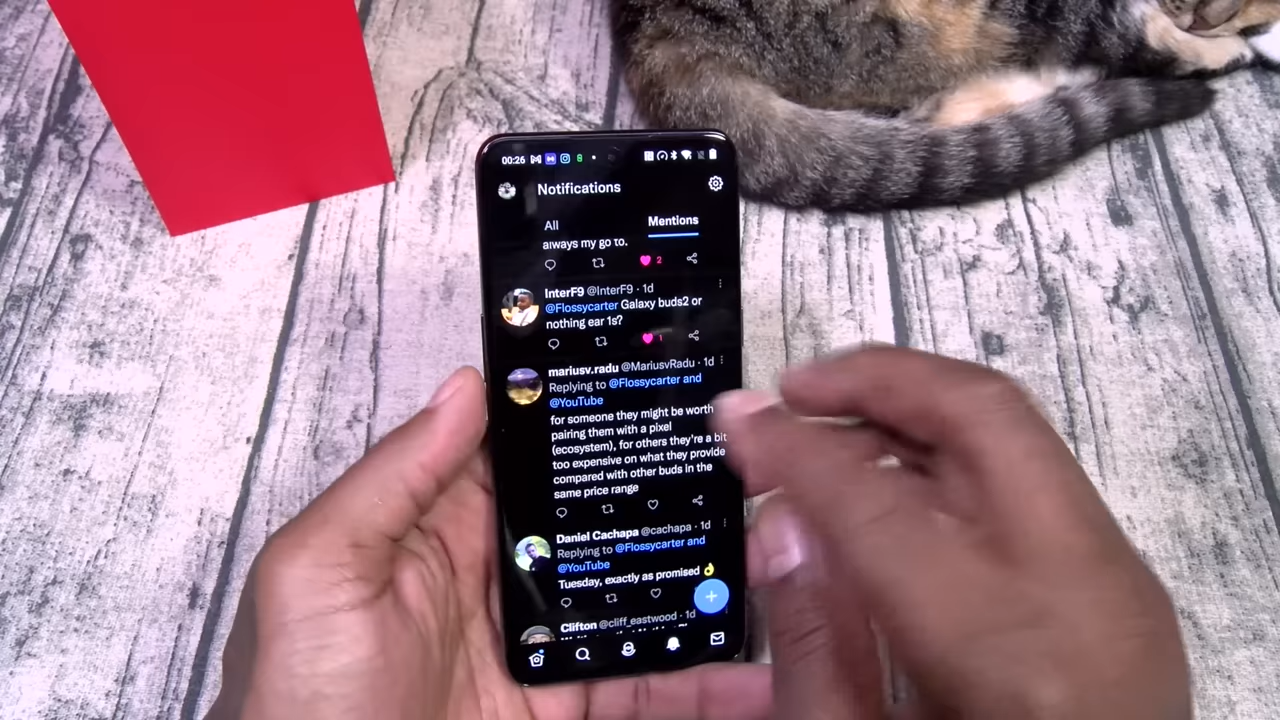 00:26
Notifications
All
Mentions
always my go to.
2
InterF9 @InterF9 · 1d
@Flossycarter Galaxy buds2 or
nothing ear 1s?
1
mariusv.radu @MariusvRadu · 1d
Replying to @Flossycarter and
@YouTube
for someone they might be worth
pairing them with a pixel
(ecosystem), for others they're a bit
too expensive on what they provide
compared with other buds in the
same price range
Daniel Cachapa @cachapa · 1d
Replying to @Flossycarter and
@YouTube
Tuesday, exactly as promised 👌
Clifton @cliff_eastwood · 1d